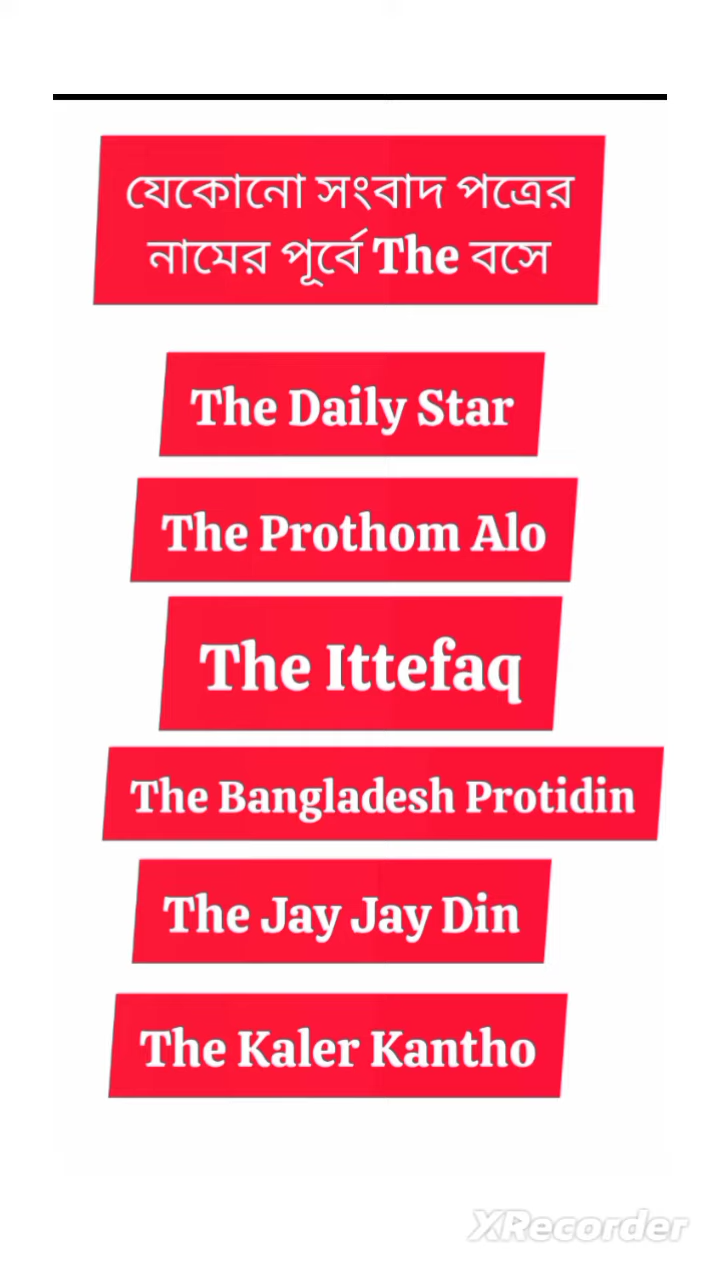 যেকোনো সংবাদ পত্রের
নামের পূর্বে The বসে
The Daily Star
The Prothom Alo
The Ittefaq
The Bangladesh Protidin
The Jay Jay Din
The Kaler Kantho
XRecorder